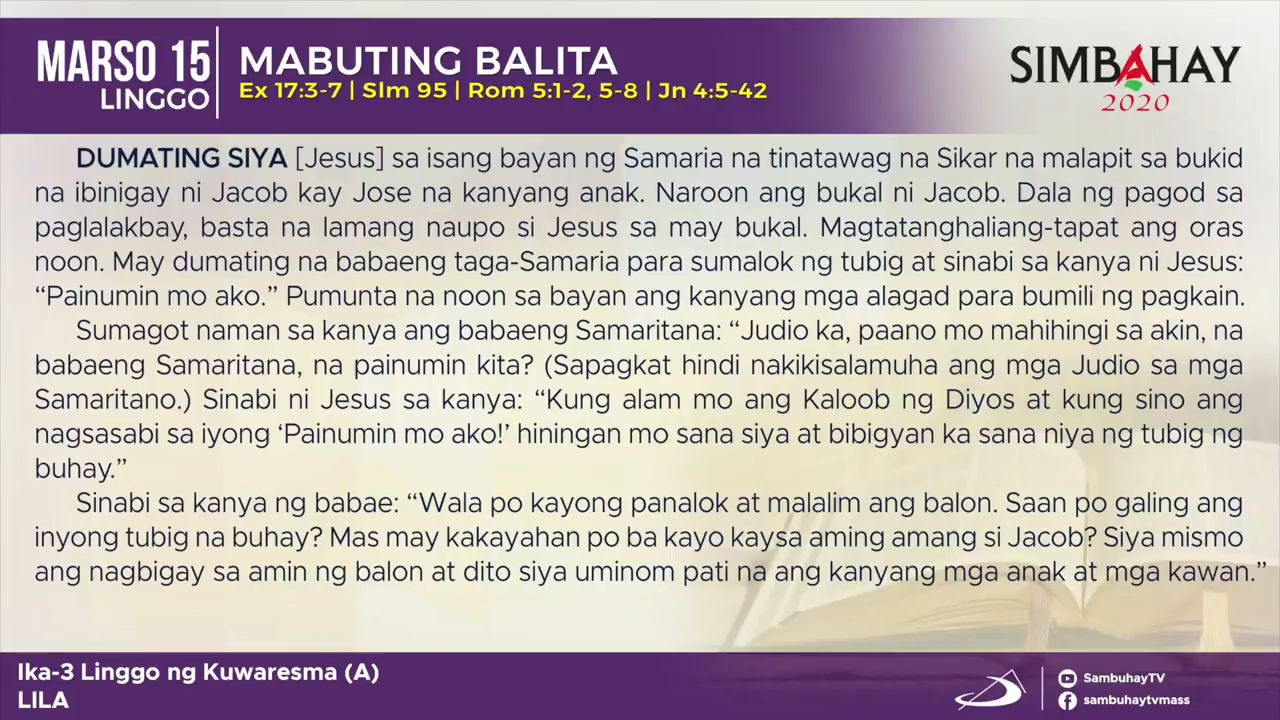 MARSO 15
LINGGO
MABUTING BALITA
Ex 17:3-7 | Slm 95 | Rom 5:1-2, 5-8 | Jn 4:5-42
SIMBAHAY
2020
DUMATING SIYA [Jesus] sa isang bayan ng Samaria na tinatawag na Sikar na malapit sa bukid
na ibinigay ni Jacob kay Jose na kanyang anak. Naroon ang bukal ni Jacob. Dala ng pagod sa
paglalakbay, basta na lamang naupo si Jesus sa may bukal. Magtatanghaliang-tapat ang oras
noon. May dumating na babaeng taga-Samaria para sumalok ng tubig at sinabi sa kanya ni Jesus:
“Painumin mo ako.” Pumunta na noon sa bayan ang kanyang mga alagad para bumili ng pagkain.
Sumagot naman sa kanya ang babaeng Samaritana: “Judio ka, paano mo mahihingi sa akin, na
babaeng Samaritana, na painumin kita? (Sapagkat hindi nakikisalamuha ang mga Judio sa mga
Samaritano.) Sinabi ni Jesus sa kanya: “Kung alam mo ang Kaloob ng Diyos at kung sino ang
nagsasabi sa iyong ‘Painumin mo ako!’ hiningan mo sana siya at bibigyan ka sana niya ng tubig ng
buhay.”
Sinabi sa kanya ng babae: “Wala po kayong panalok at malalim ang balon. Saan po galing ang
inyong tubig na buhay? Mas may kakayahan po ba kayo kaysa aming amang si Jacob? Siya mismo
ang nagbigay sa amin ng balon at dito siya uminom pati na ang kanyang mga anak at mga kawan.”
Ika-3 Linggo ng Kuwaresma (A)
LILA
SambuhayTV
sambuhaytvmass